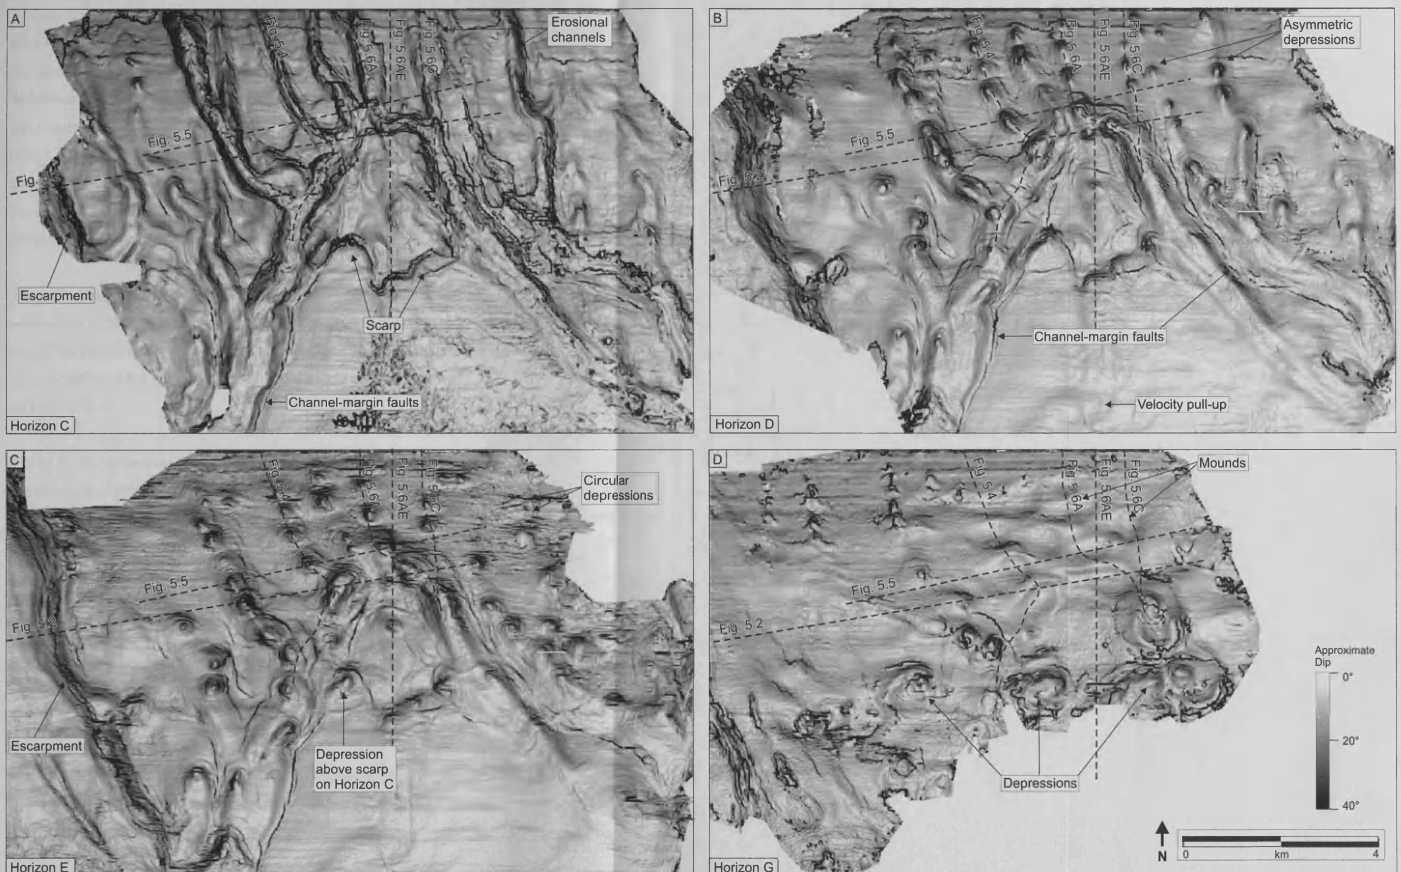 A
Erosional
channels
Fig. 5.4
Fig. 5.6A
Fig. 5.6AE
Fig. 5.6C
Fig. 5.5
Escarpment
Scarp
Channel-margin faults
Horizon C
B
Asymmetric
depressions
Fig. 5.4
Fig. 5.6A
Fig. 5.6AE
Fig. 5.6C
Fig. 5.5
Fig. 5.2
Channel-margin faults
Velocity pull-up
Horizon D
C
Circular
depressions
Fig. 5.4
Fig. 5.6A
Fig. 5.6AE
Fig. 5.6C
Fig. 5.5
Fig. 5.2
Escarpment
Depression
above scarp
on Horizon C
Horizon E
D
Mounds
Fig. 5.4
Fig. 5.6A
Fig. 5.6AE
Fig. 5.6C
Fig. 5.5
Fig. 5.2
Depressions
Approximate
Dip
0°
20°
40°
N
0 km 4
Horizon G